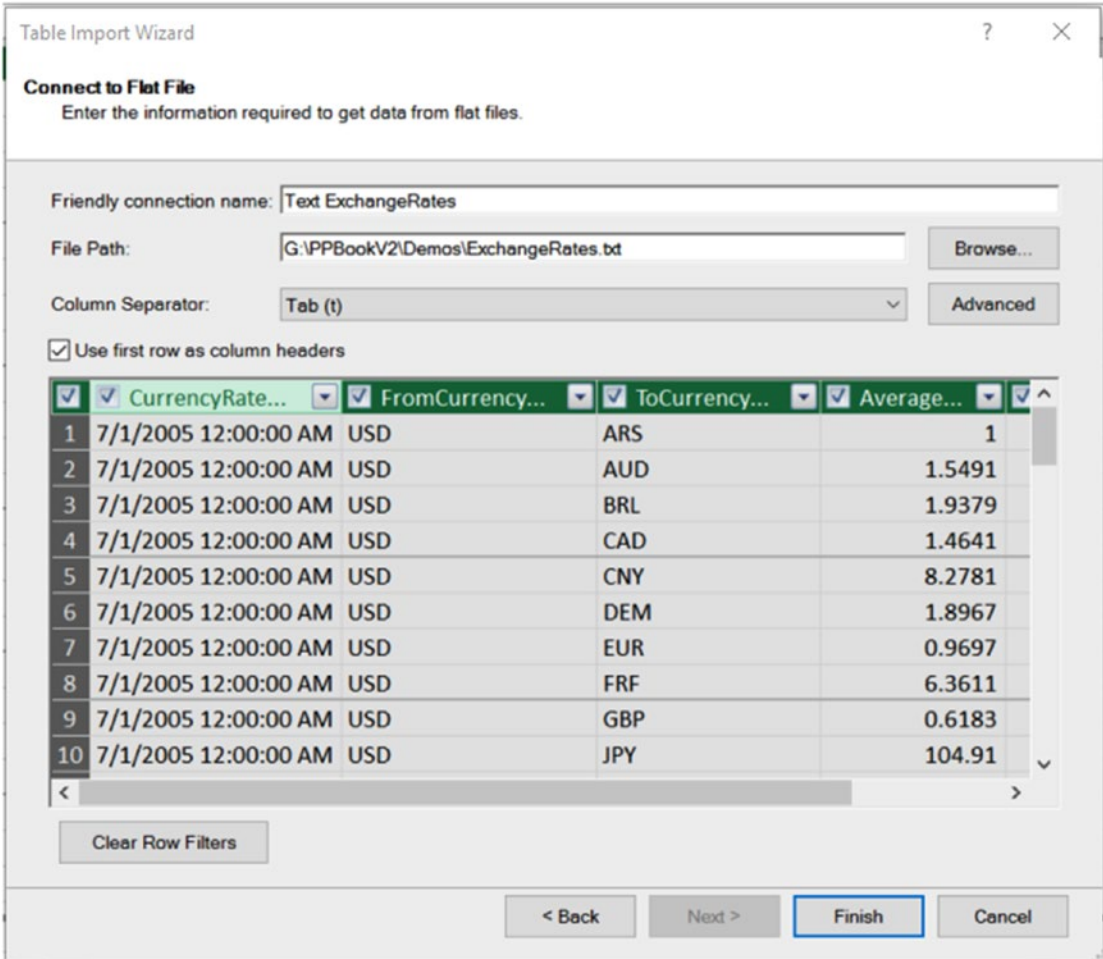 Table Import Wizard ?
Connect to Flat File
Enter the information required to get data from flat files.
Friendly connection name: Text ExchangeRates
File Path: G:\PPBookV2\Demos\ExchangeRates.txt Browse...
Column Separator: Tab (t) Advanced
Use first row as column headers
CurrencyRate... FromCurrency... ToCurrency... Average...
1 7/1/2005 12:00:00 AM USD ARS 1
2 7/1/2005 12:00:00 AM USD AUD 1.5491
3 7/1/2005 12:00:00 AM USD BRL 1.9379
4 7/1/2005 12:00:00 AM USD CAD 1.4641
5 7/1/2005 12:00:00 AM USD CNY 8.2781
6 7/1/2005 12:00:00 AM USD DEM 1.8967
7 7/1/2005 12:00:00 AM USD EUR 0.9697
8 7/1/2005 12:00:00 AM USD FRF 6.3611
9 7/1/2005 12:00:00 AM USD GBP 0.6183
10 7/1/2005 12:00:00 AM USD JPY 104.91
Clear Row Filters
< Back Next > Finish Cancel